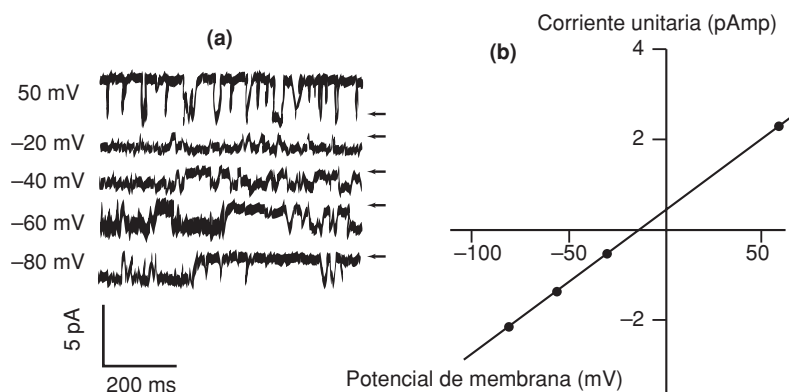 (a)
50 mV
–20 mV
–40 mV
–60 mV
–80 mV
5 pA
200 ms
(b)
Corriente unitaria (pAmp)
4
2
–100
–50
50
–2
Potencial de membrana (mV)